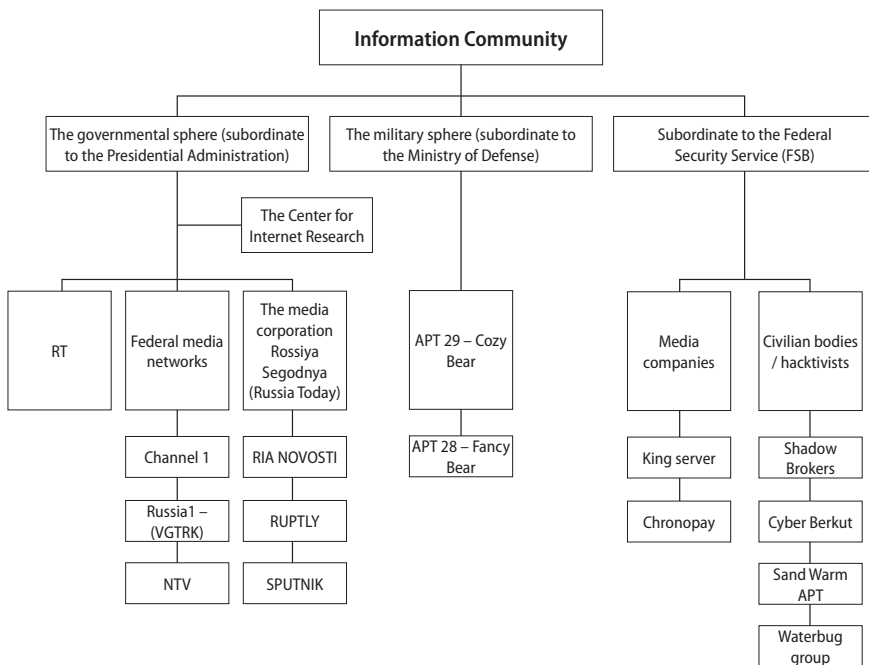 Information Community
The governmental sphere (subordinate
to the Presidential Administration)
The military sphere (subordinate to
the Ministry of Defense)
Subordinate to the Federal
Security Service (FSB)
The Center for
Internet Research
RT
Federal media
networks
The media
corporation
Rossiya
Segodnya
(Russia Today)
APT 29 – Cozy
Bear
Media
companies
Civilian bodies
/ hacktivists
Channel 1
RIA NOVOSTI
APT 28 – Fancy
Bear
King server
Shadow
Brokers
Russia1 –
(VGTRK)
RUPTLY
Chronopay
Cyber Berkut
NTV
SPUTNIK
Sand Warm
APT
Waterbug
group